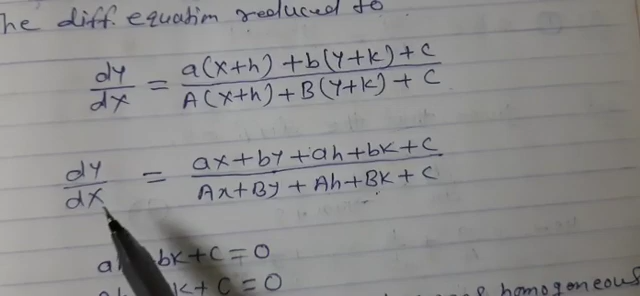 The diff. equation reduced to
dy/dx = a(x+h) + b(y+k) + c / A(x+h) + B(y+k) + C
dy/dx = ax+by+ah+bk+c / Ax+By+Ah+Bk+C
bk+c=0
k+C=0
homogeneous